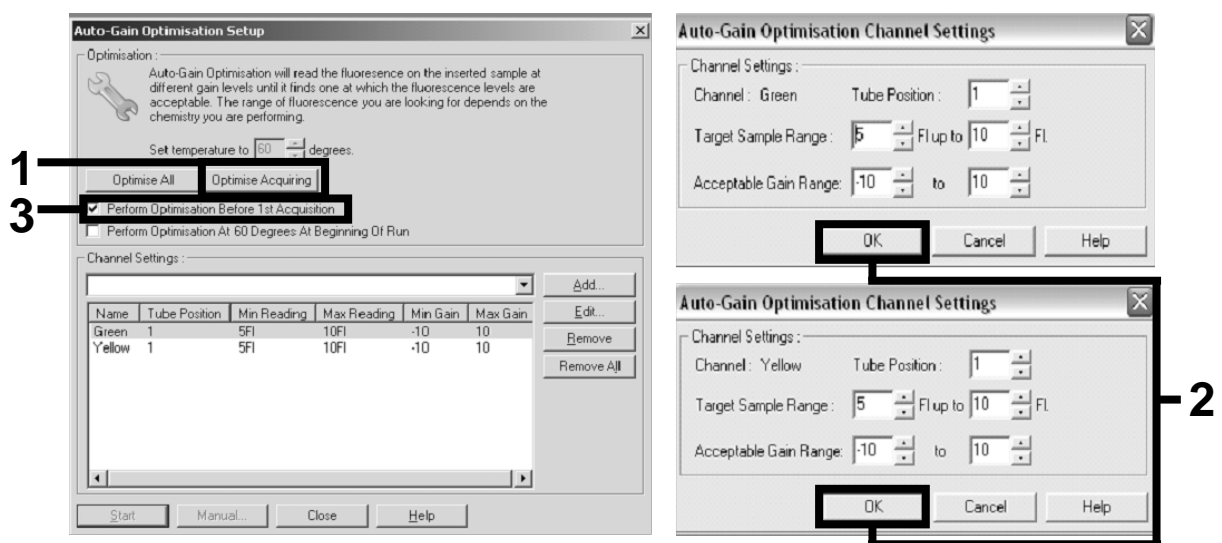 Auto-Gain Optimisation Setup
Optimisation :
Auto-Gain Optimisation will read the fluoresence on the inserted sample at
different gain levels until it finds one at which the fluorescence levels are
acceptable. The range of fluorescence you are looking for depends on the
chemistry you are performing.
Set temperature to 60 degrees.
1
Optimise All Optimise Acquiring
3
Perform Optimisation Before 1st Acquisition
Perform Optimisation At 60 Degrees At Beginning Of Run
Channel Settings :
Add...
Name Tube Position Min Reading Max Reading Min Gain Max Gain
Edit...
Green 1 5Fl 10Fl -10 10
Yellow 1 5Fl 10Fl -10 10
Remove
Remove All
Start Manual... Close Help
Auto-Gain Optimisation Channel Settings
Channel Settings :
Channel : Green Tube Position : 1
Target Sample Range : 5 Fl up to 10 Fl.
Acceptable Gain Range: -10 to 10
OK Cancel Help
Auto-Gain Optimisation Channel Settings
Channel Settings :
Channel : Yellow Tube Position : 1
Target Sample Range : 5 Fl up to 10 Fl.
Acceptable Gain Range: -10 to 10
OK Cancel Help
2